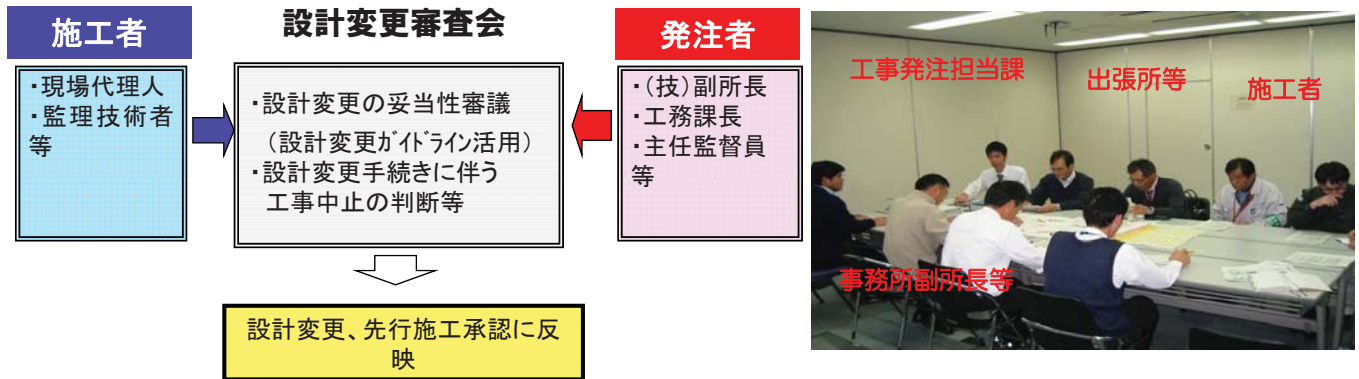 設計変更審査会
施工者
・現場代理人
・監理技術者
等
・設計変更の妥当性審議
（設計変更ｶﾞｲﾄﾞﾗｲﾝ活用）
・設計変更手続きに伴う
工事中止の判断等
発注者
・(技)副所長
・工務課長
・主任監督員
等
設計変更、先行施工承認に反
映
工事発注担当課
出張所等
施工者
事務所副所長等